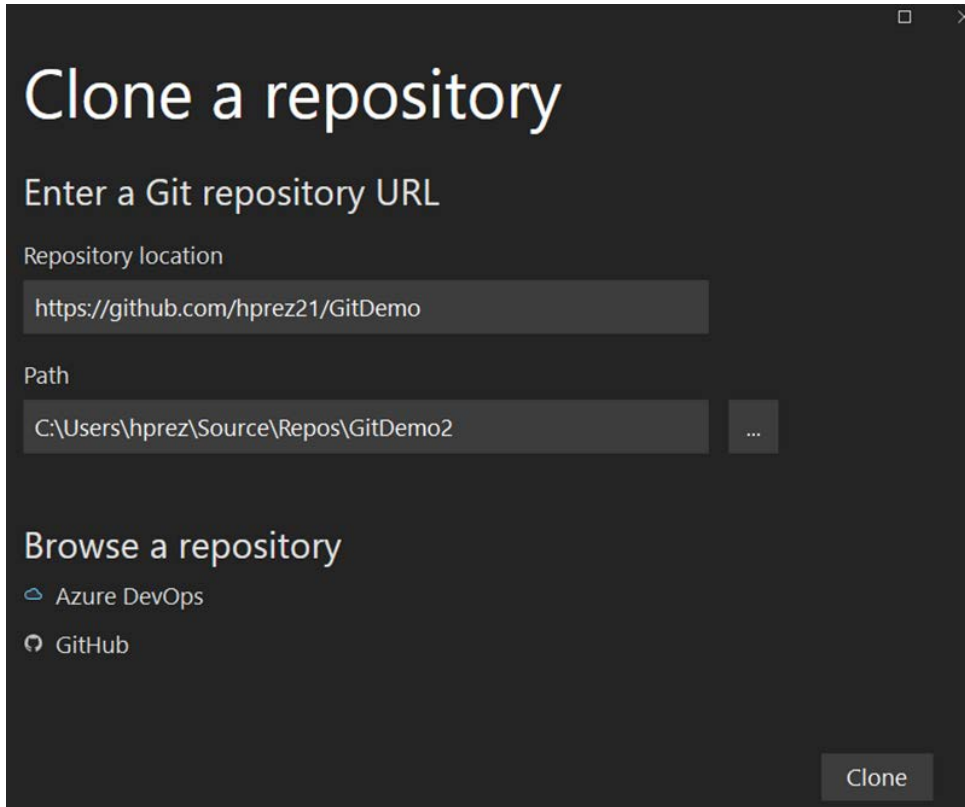 Clone a repository
Enter a Git repository URL
Repository location
https://github.com/hprez21/GitDemo
Path
C:\Users\hprez\Source\Repos\GitDemo2
...
Browse a repository
Azure DevOps
GitHub
Clone